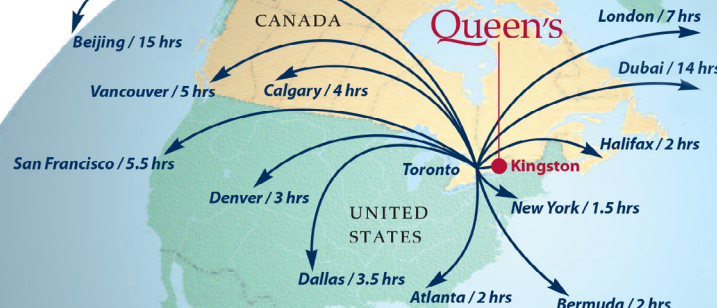 CANADA
Queen's
London / 7 hrs
Beijing / 15 hrs
Dubai / 14 hrs
Vancouver / 5 hrs
Calgary / 4 hrs
Halifax / 2 hrs
San Francisco / 5.5 hrs
Toronto
Kingston
Denver / 3 hrs
New York / 1.5 hrs
UNITED
STATES
Dallas / 3.5 hrs
Atlanta / 2 hrs
Bermuda / 2 hrs